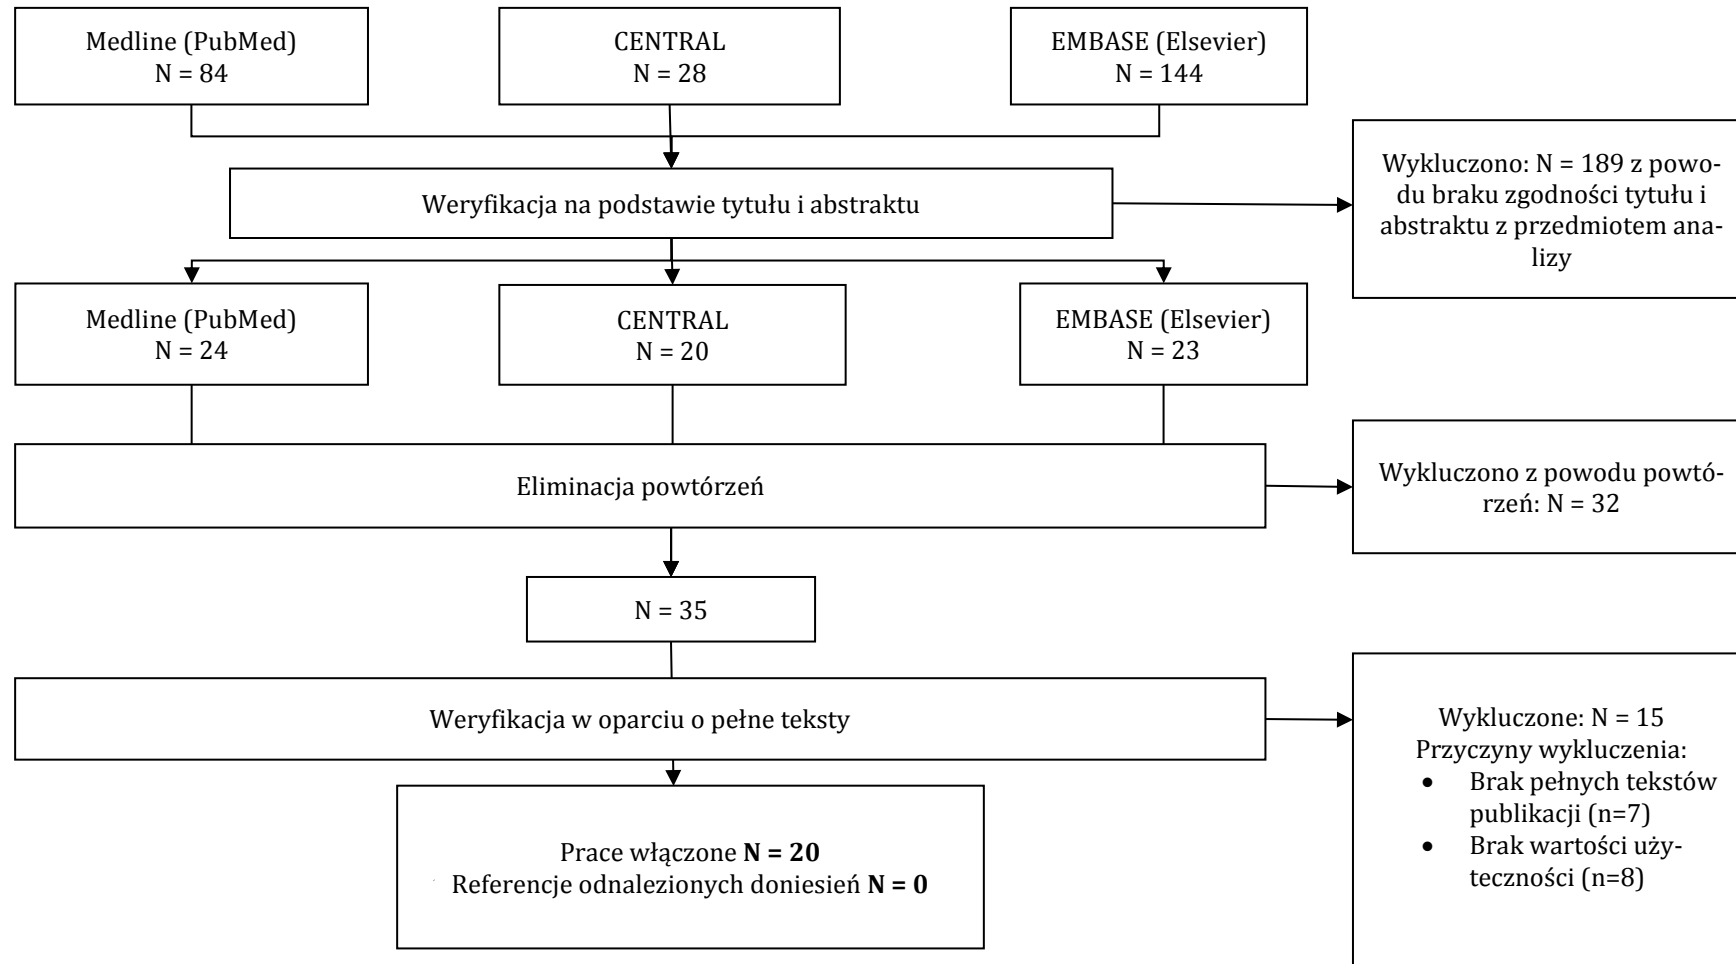 Medline (PubMed)
N = 84
CENTRAL
N = 28
EMBASE (Elsevier)
N = 144
Weryfikacja na podstawie tytułu i abstraktu
Wykluczono: N = 189 z powo-
du braku zgodności tytułu i
abstraktu z przedmiotem ana-
lizy
Medline (PubMed)
N = 24
CENTRAL
N = 20
EMBASE (Elsevier)
N = 23
Eliminacja powtórzeń
Wykluczono z powodu powtó-
rzeń: N = 32
N = 35
Weryfikacja w oparciu o pełne teksty
Wykluczone: N = 15
Przyczyny wykluczenia:
• Brak pełnych tekstów
publikacji (n=7)
• Brak wartości uży-
teczności (n=8)
Prace włączone N = 20
Referencje odnalezionych doniesień N = 0